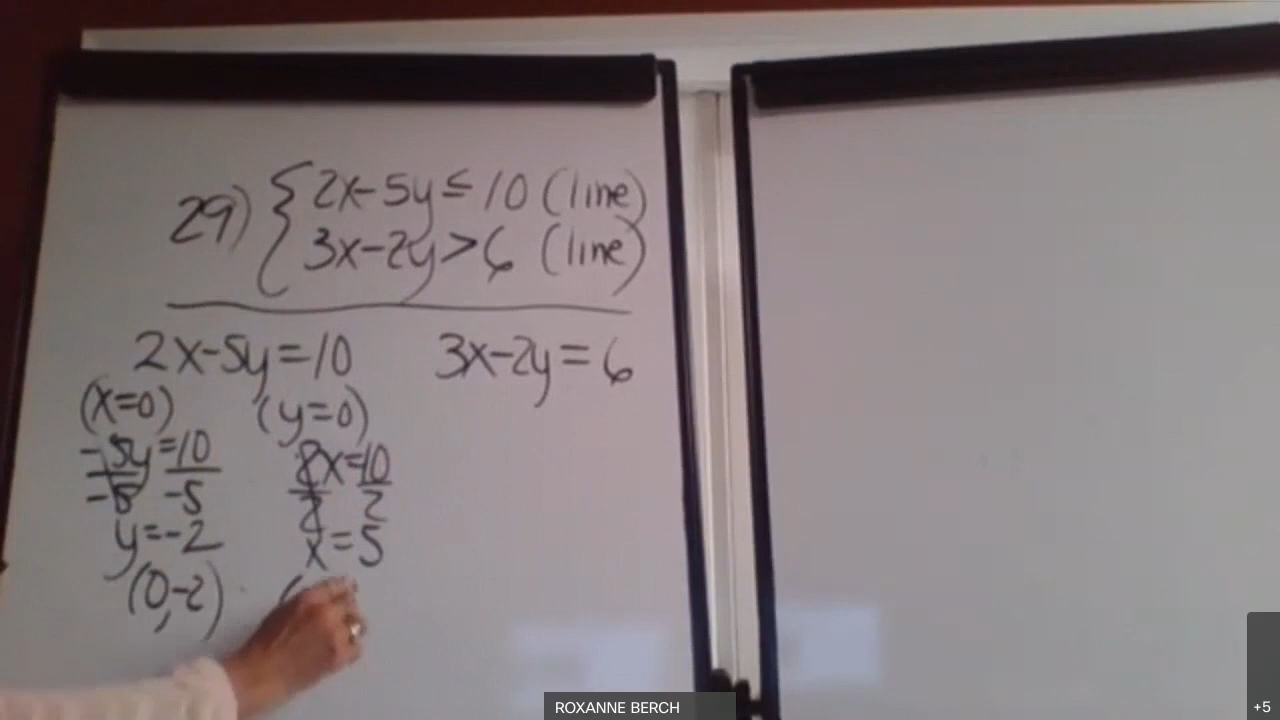 29) { 2x-5y ≤ 10 (line)
3x-2y > 6 (line)
2x-5y=10 3x-2y=6
(x=0) (y=0)
-5y=10 2x=10
-5 -5 2 2
y=-2 x=5
(0,-2) (
ROXANNE BERCH
+5